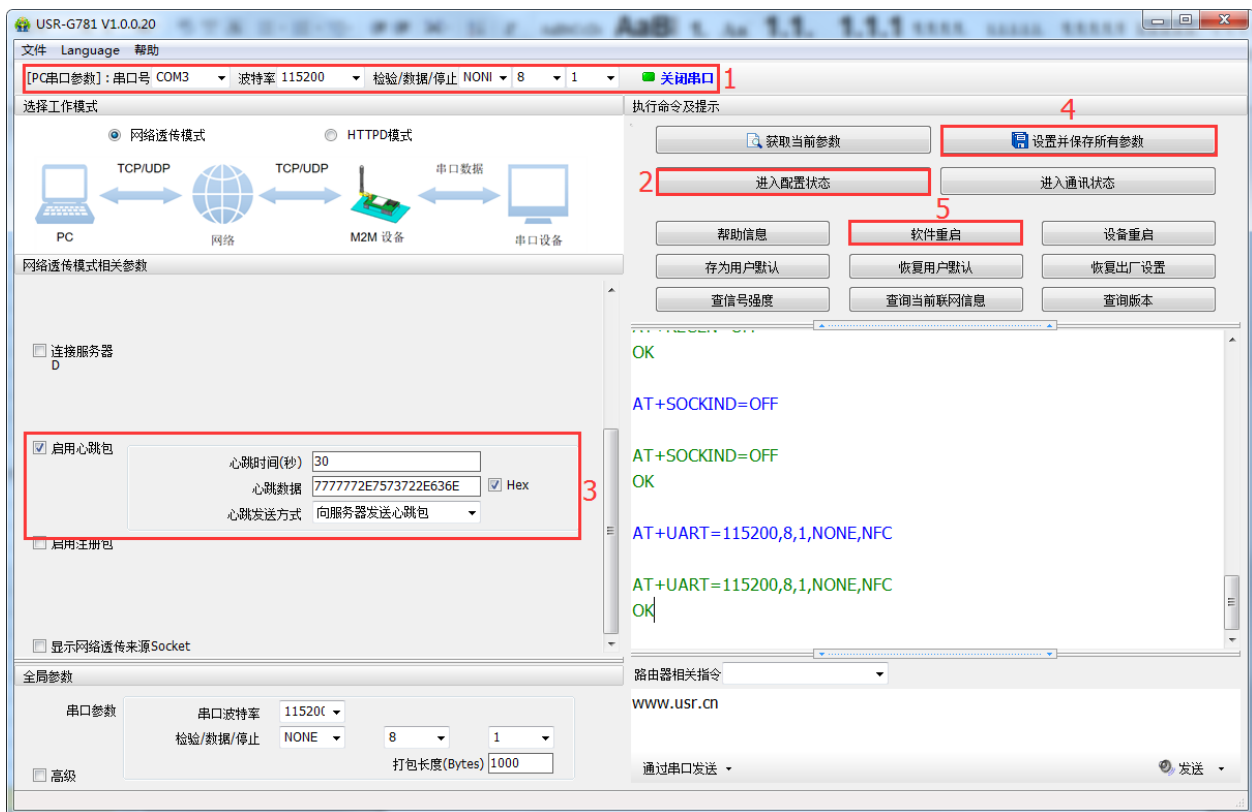 USR-G781 V1.0.0.20
文件 Language 帮助
[PC串口参数]：串口号 COM3 波特率 115200 检验/数据/停止 NONI 8 1 关闭串口 1
选择工作模式
网络透传模式 HTTPD模式
TCP/UDP TCP/UDP 串口数据
PC 网络 M2M 设备 串口设备
网络透传模式相关参数
连接服务器
D
启用心跳包
心跳时间(秒) 30
心跳数据 7777772E7573722E636E Hex
心跳发送方式 向服务器发送心跳包
3
启用注册包
显示网络透传来源Socket
全局参数
串口参数 串口波特率 11520(
检验/数据/停止 NONE 8 1
打包长度(Bytes) 1000
高级
执行命令及提示
4
获取当前参数 设置并保存所有参数
2 进入配置状态 进入通讯状态
5
帮助信息 软件重启 设备重启
存为用户默认 恢复用户默认 恢复出厂设置
查信号强度 查询当前联网信息 查询版本
OK
AT+SOCKIND=OFF
AT+SOCKIND=OFF
OK
AT+UART=115200,8,1,NONE,NFC
AT+UART=115200,8,1,NONE,NFC
OK
路由器相关指令
www.usr.cn
通过串口发送 发送